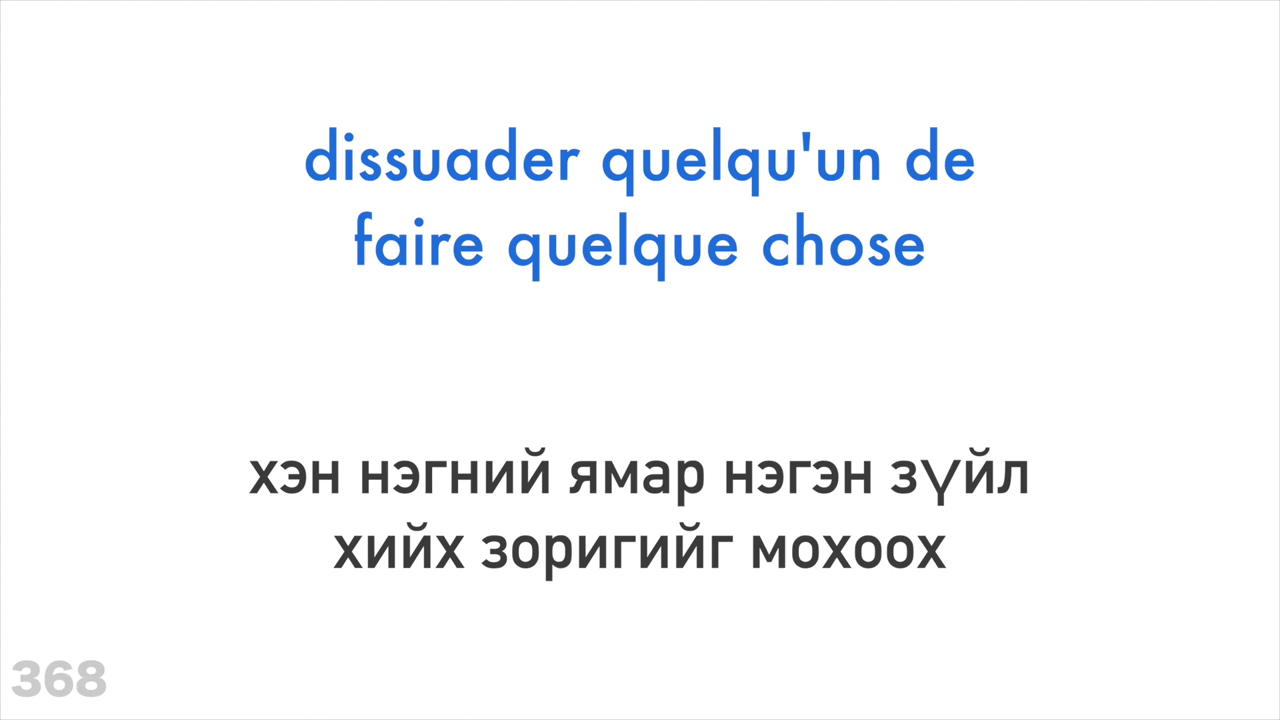 dissuader quelqu'un de
faire quelque chose
хэн нэгний ямар нэгэн зүйл
хийх зоригийг мохоох
368